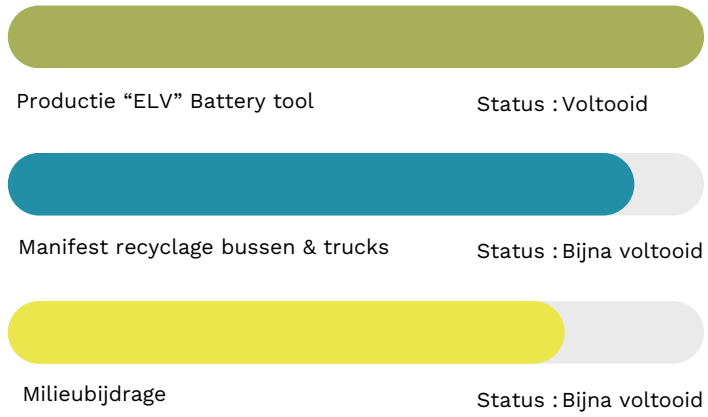 Productie “ELV” Battery tool
Status : Voltooid
Manifest recyclage bussen & trucks
Status : Bijna voltooid
Milieubijdrage
Status : Bijna voltooid